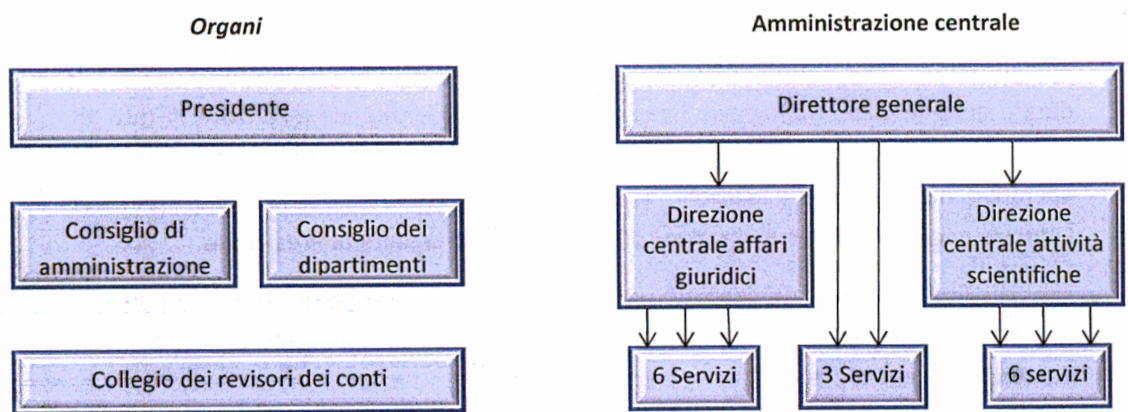 Organi
Presidente
Consiglio di
amministrazione
Consiglio dei
dipartimenti
Collegio dei revisori dei conti
Amministrazione centrale
Direttore generale
Direzione
centrale affari
giuridici
Direzione
centrale attività
scientifiche
6 Servizi
3 Servizi
6 servizi